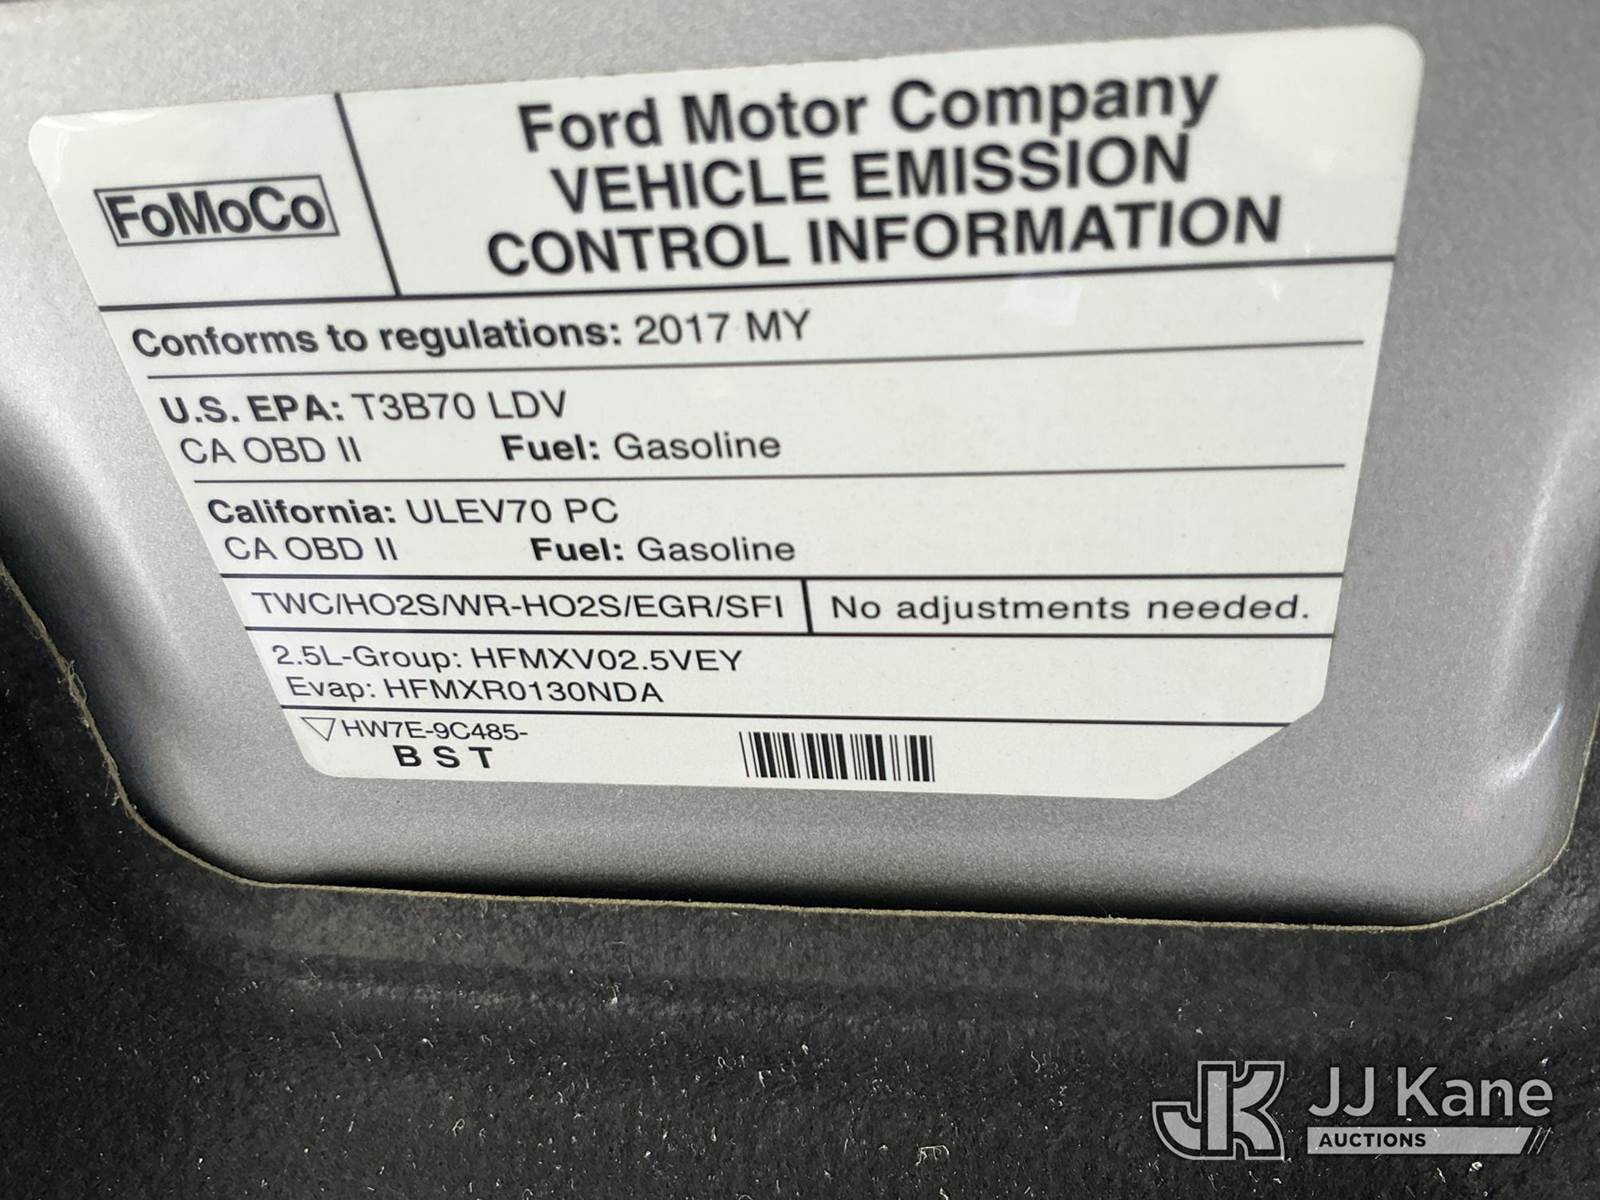 FoMoCo
Ford Motor Company
VEHICLE EMISSION
CONTROL INFORMATION
Conforms to regulations: 2017 MY
U.S. EPA: T3B70 LDV
CA OBD II Fuel: Gasoline
California: ULEV70 PC
CA OBD II Fuel: Gasoline
TWC/HO2S/WR-HO2S/EGR/SFI No adjustments needed.
2.5L-Group: HFMXV02.5VEY
Evap: HFMXR0130NDA
HW7E-9C485-
B S T
JK JJ Kane
AUCTIONS